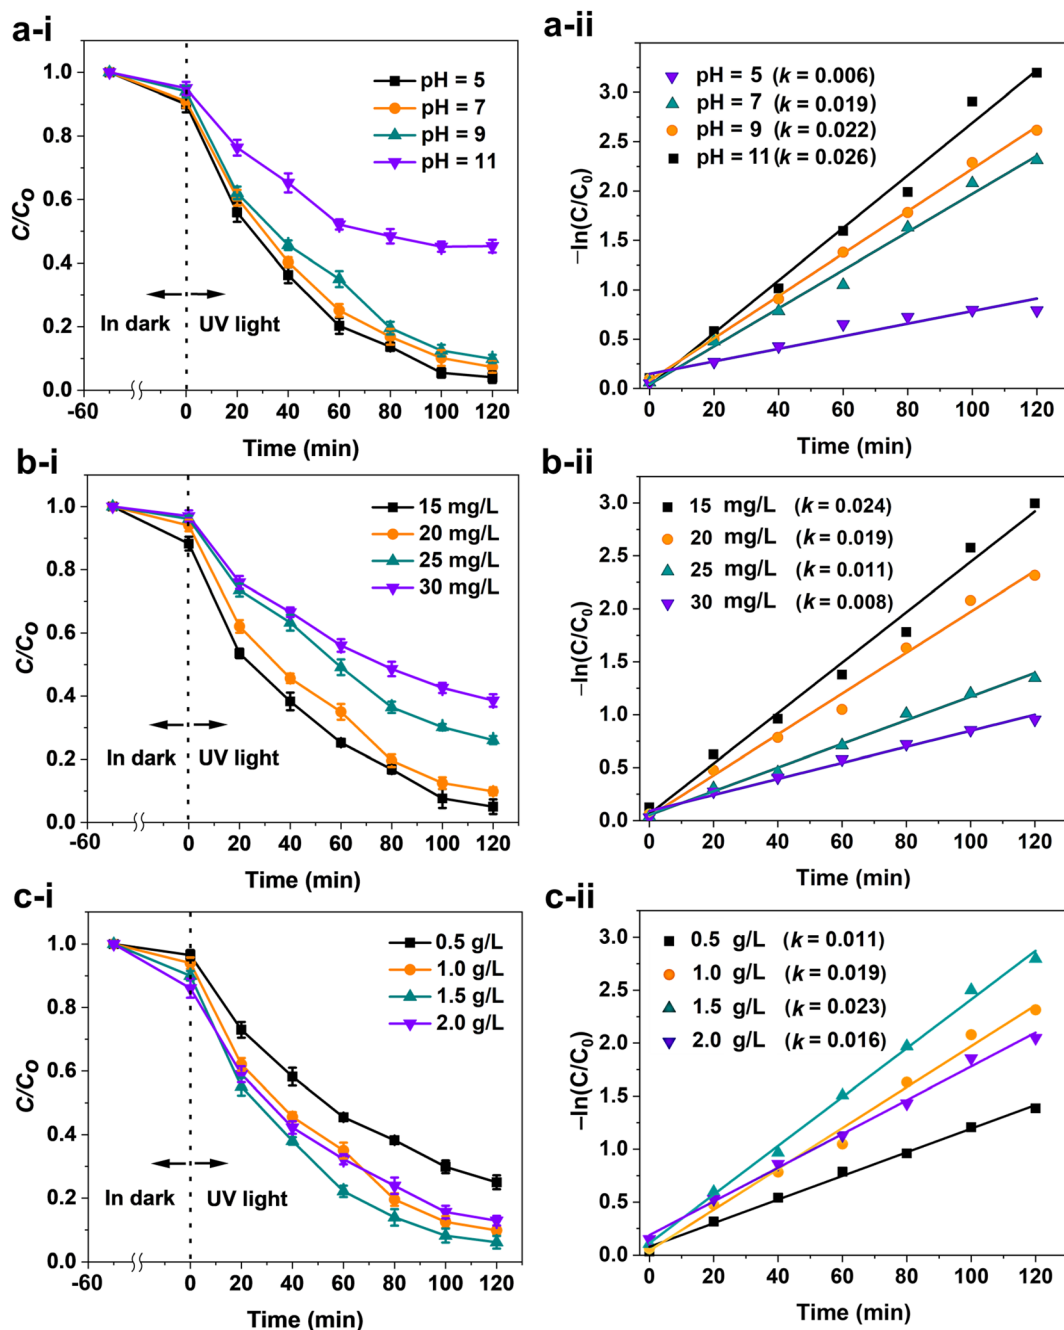 a-i
C/Co
1.0
0.8
0.6
0.4
0.2
0.0
pH = 5
pH = 7
pH = 9
pH = 11
In dark
UV light
-60 0 20 40 60 80 100 120
Time (min)
a-ii
−ln(C/C0)
3.0
2.5
2.0
1.5
1.0
0.5
0.0
pH = 5 (k = 0.006)
pH = 7 (k = 0.019)
pH = 9 (k = 0.022)
pH = 11 (k = 0.026)
0 20 40 60 80 100 120
Time (min)
b-i
C/Co
1.0
0.8
0.6
0.4
0.2
0.0
15 mg/L
20 mg/L
25 mg/L
30 mg/L
In dark
UV light
-60 0 20 40 60 80 100 120
Time (min)
b-ii
−ln(C/C0)
3.0
2.5
2.0
1.5
1.0
0.5
0.0
15 mg/L (k = 0.024)
20 mg/L (k = 0.019)
25 mg/L (k = 0.011)
30 mg/L (k = 0.008)
0 20 40 60 80 100 120
Time (min)
c-i
C/Co
1.0
0.8
0.6
0.4
0.2
0.0
0.5 g/L
1.0 g/L
1.5 g/L
2.0 g/L
In dark
UV light
-60 0 20 40 60 80 100 120
Time (min)
c-ii
−ln(C/C0)
3.0
2.5
2.0
1.5
1.0
0.5
0.0
0.5 g/L (k = 0.011)
1.0 g/L (k = 0.019)
1.5 g/L (k = 0.023)
2.0 g/L (k = 0.016)
0 20 40 60 80 100 120
Time (min)